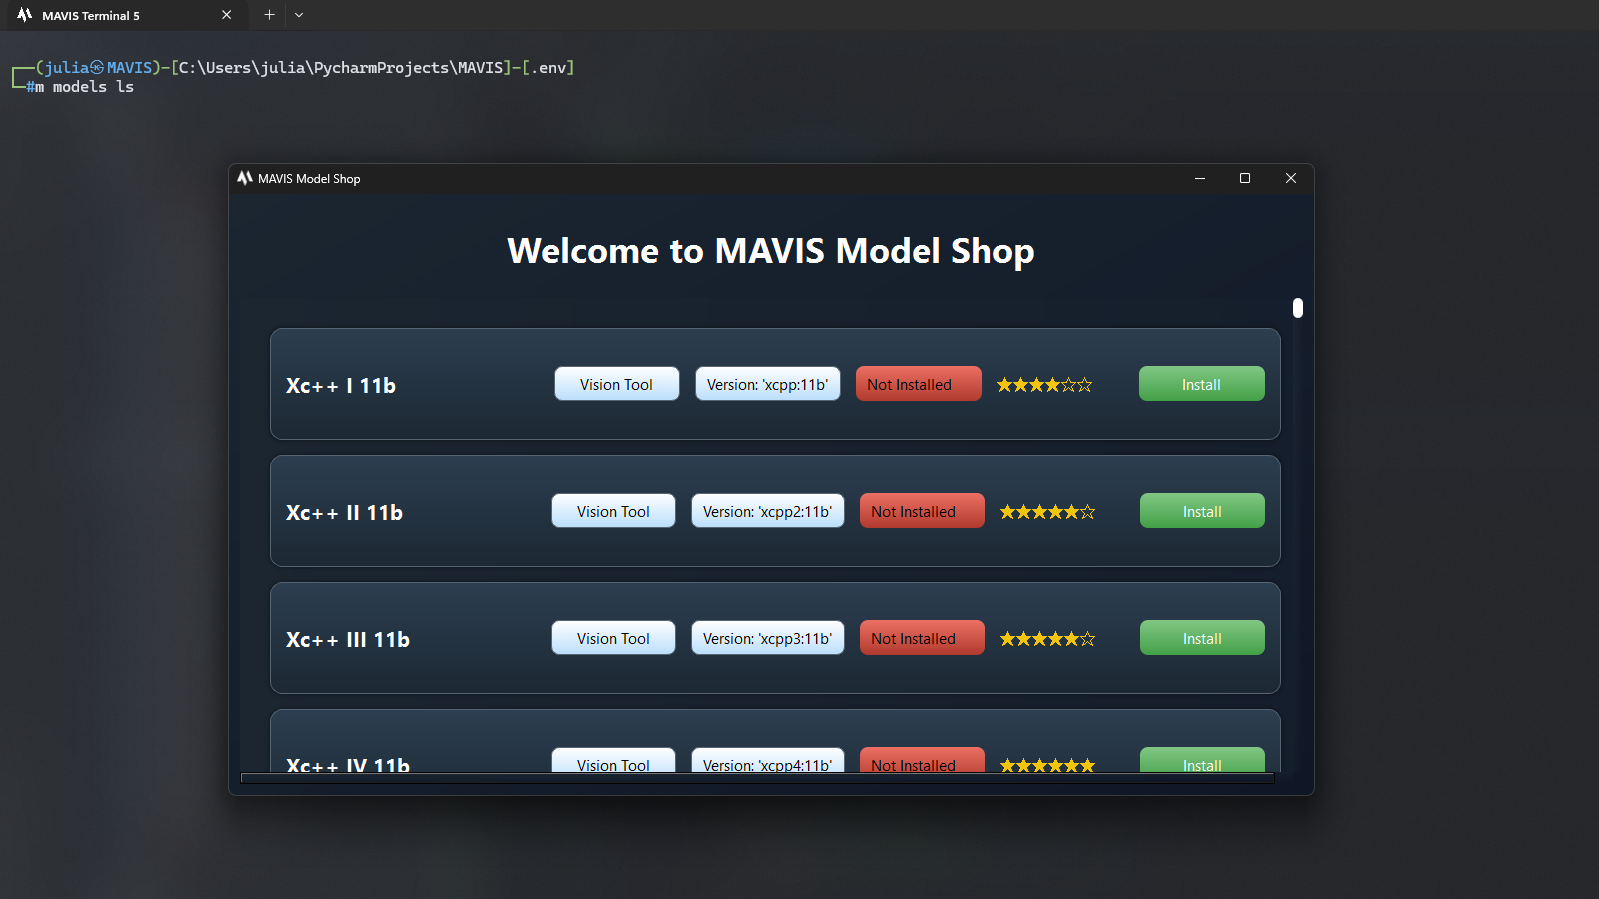 MAVIS Terminal 5
(julia㉿MAVIS)-[C:\Users\julia\PycharmProjects\MAVIS]-[.env]
#m models ls
MAVIS Model Shop
Welcome to MAVIS Model Shop
Xc++ I 11b Vision Tool Version: 'xcpp:11b' Not Installed ★★★★☆☆ Install
Xc++ II 11b Vision Tool Version: 'xcpp2:11b' Not Installed ★★★★★☆ Install
Xc++ III 11b Vision Tool Version: 'xcpp3:11b' Not Installed ★★★★★☆ Install
Xc++ IV 11b Vision Tool Version: 'xcpp4:11b' Not Installed ★★★★★★ Install